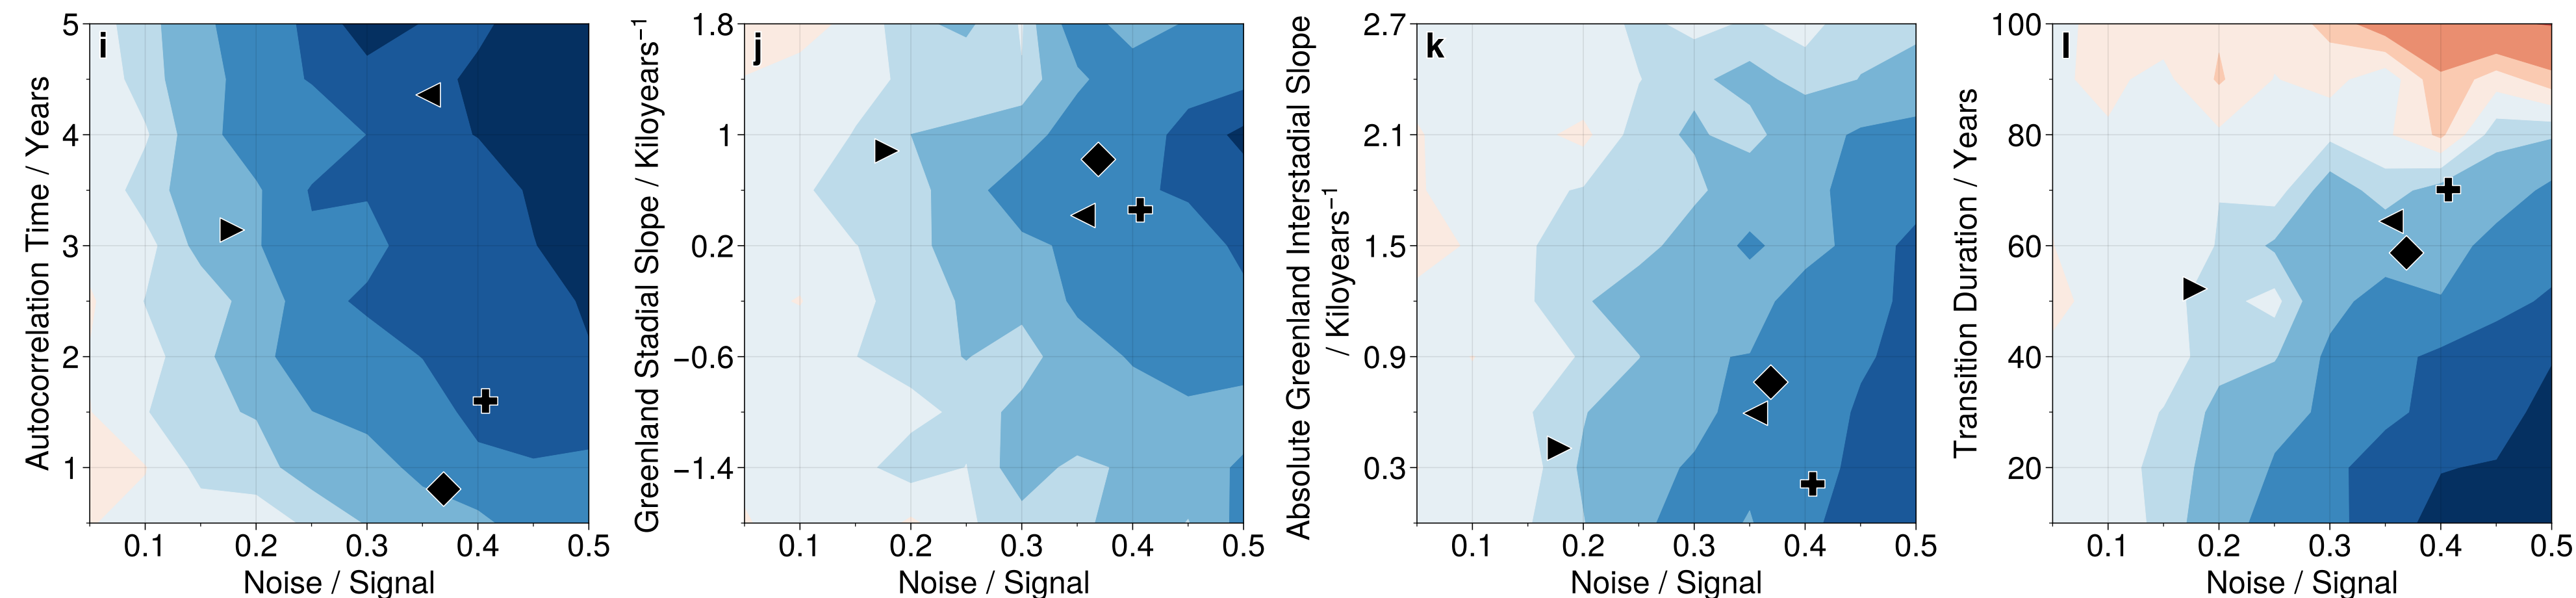 i
5
4
3
2
1
0.1 0.2 0.3 0.4 0.5
Noise / Signal
Autocorrelation Time / Years
j
1.8
1
0.2
−0.6
−1.4
0.1 0.2 0.3 0.4 0.5
Noise / Signal
Greenland Stadial Slope / Kiloyears⁻¹
k
2.7
2.1
1.5
0.9
0.3
0.1 0.2 0.3 0.4 0.5
Noise / Signal
Absolute Greenland Interstadial Slope
/ Kiloyears⁻¹
l
100
80
60
40
20
0.1 0.2 0.3 0.4 0.5
Noise / Signal
Transition Duration / Years